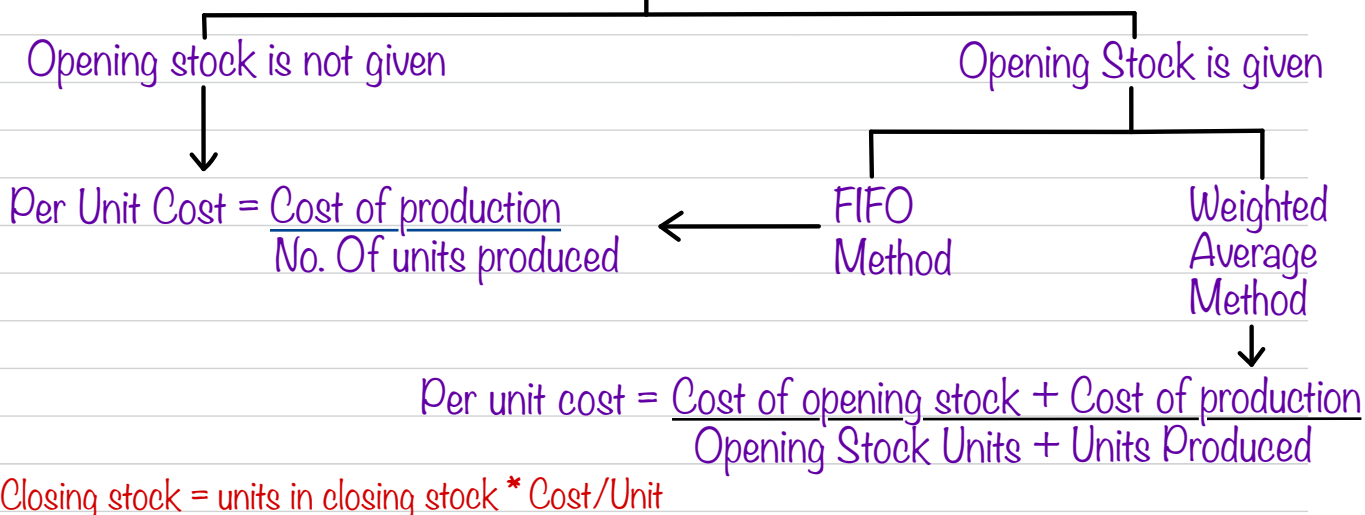 Opening stock is not given
Opening Stock is given
Per Unit Cost = Cost of production
No. Of units produced
FIFO
Method
Weighted
Average
Method
Per unit cost = Cost of opening stock + Cost of production
Opening Stock Units + Units Produced
Closing stock = units in closing stock * Cost/Unit